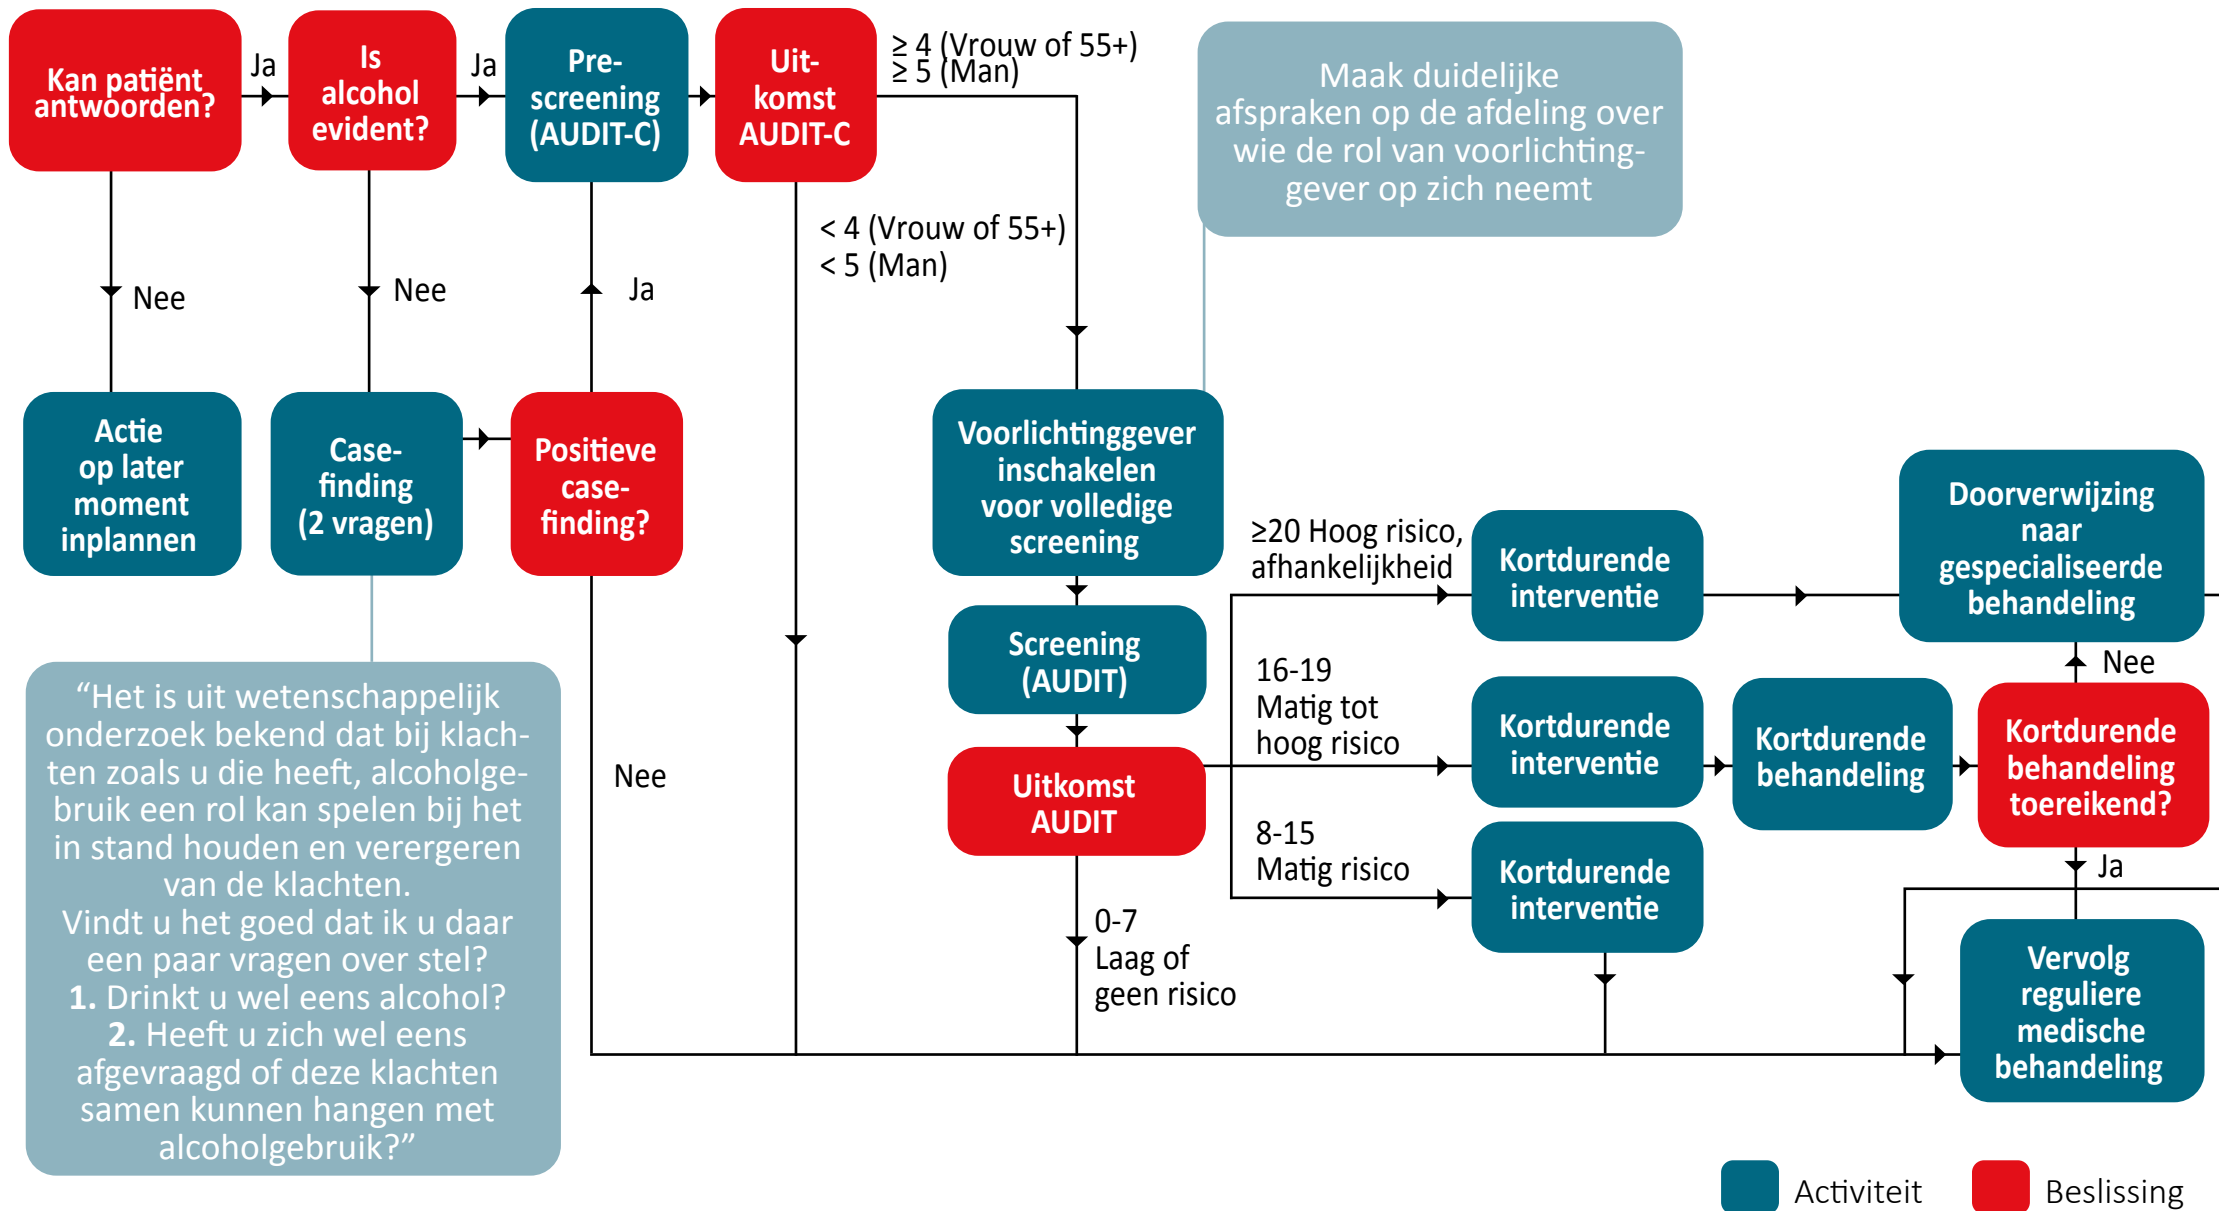 Kan patiënt
antwoorden?
Ja
Is
alcohol
evident?
Ja
Pre-
screening
(AUDIT-C)
Uit-
komst
AUDIT-C
≥ 4 (Vrouw of 55+)
≥ 5 (Man)
Maak duidelijke
afspraken op de afdeling over
wie de rol van voorlichting-
gever op zich neemt
< 4 (Vrouw of 55+)
< 5 (Man)
Nee
Nee
Ja
Actie
op later
moment
inplannen
Case-
finding
(2 vragen)
Positieve
case-
finding?
Voorlichtinggever
inschakelen
voor volledige
screening
≥20 Hoog risico,
afhankelijkheid
Kortdurende
interventie
Doorverwijzing
naar
gespecialiseerde
behandeling
Screening
(AUDIT)
Nee
“Het is uit wetenschappelijk
onderzoek bekend dat bij klach-
ten zoals u die heeft, alcoholge-
bruik een rol kan spelen bij het
in stand houden en verergeren
van de klachten.
Vindt u het goed dat ik u daar
een paar vragen over stel?
1. Drinkt u wel eens alcohol?
2. Heeft u zich wel eens
afgevraagd of deze klachten
samen kunnen hangen met
alcoholgebruik?”
Nee
Uitkomst
AUDIT
16-19
Matig tot
hoog risico
Kortdurende
interventie
Kortdurende
behandeling
Kortdurende
behandeling
toereikend?
Ja
8-15
Matig risico
Kortdurende
interventie
0-7
Laag of
geen risico
Vervolg
reguliere
medische
behandeling
Activiteit
Beslissing